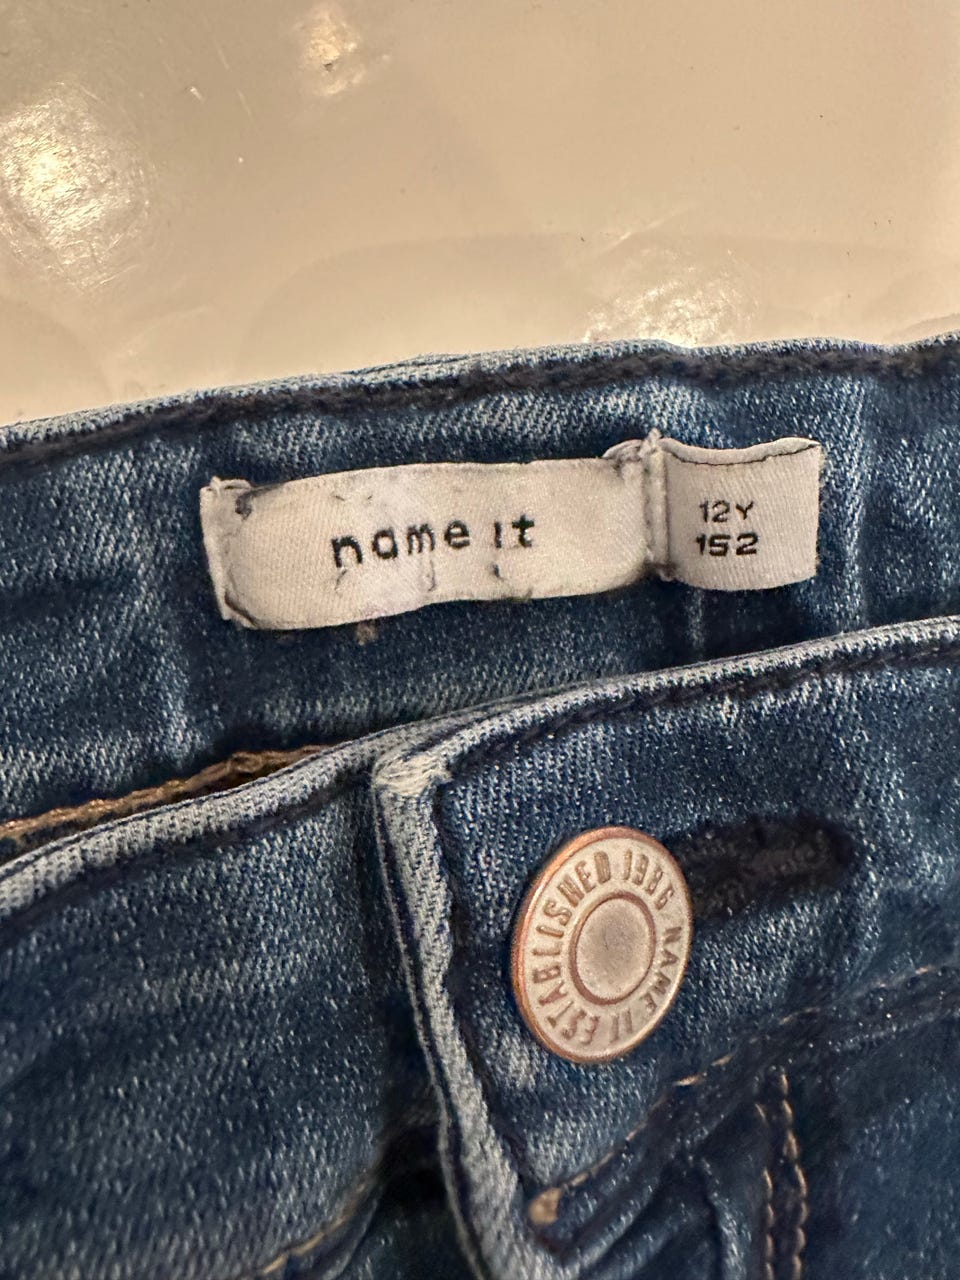 name it
12Y
152
ESTABLISHED 1986 NAME IT